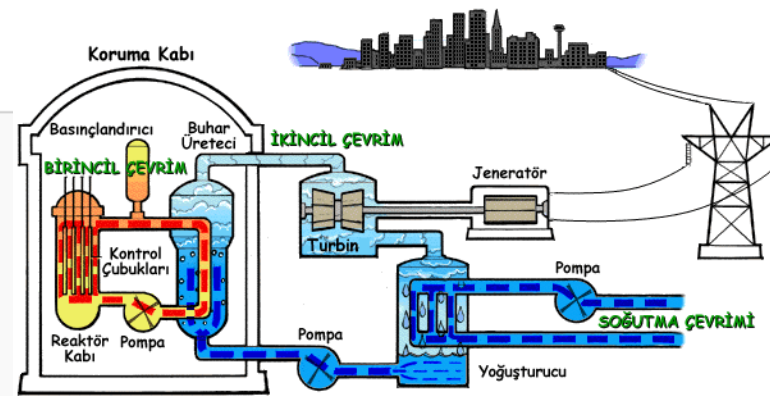 Koruma Kabı
Basınçlandırıcı
Buhar
Üreteci
BİRİNCİL ÇEVRİM
İKİNCİL ÇEVRİM
Jeneratör
Türbin
Kontrol
Çubukları
Reaktör
Kabı
Pompa
Pompa
Pompa
SOĞUTMA ÇEVRİMİ
Yoğuşturucu